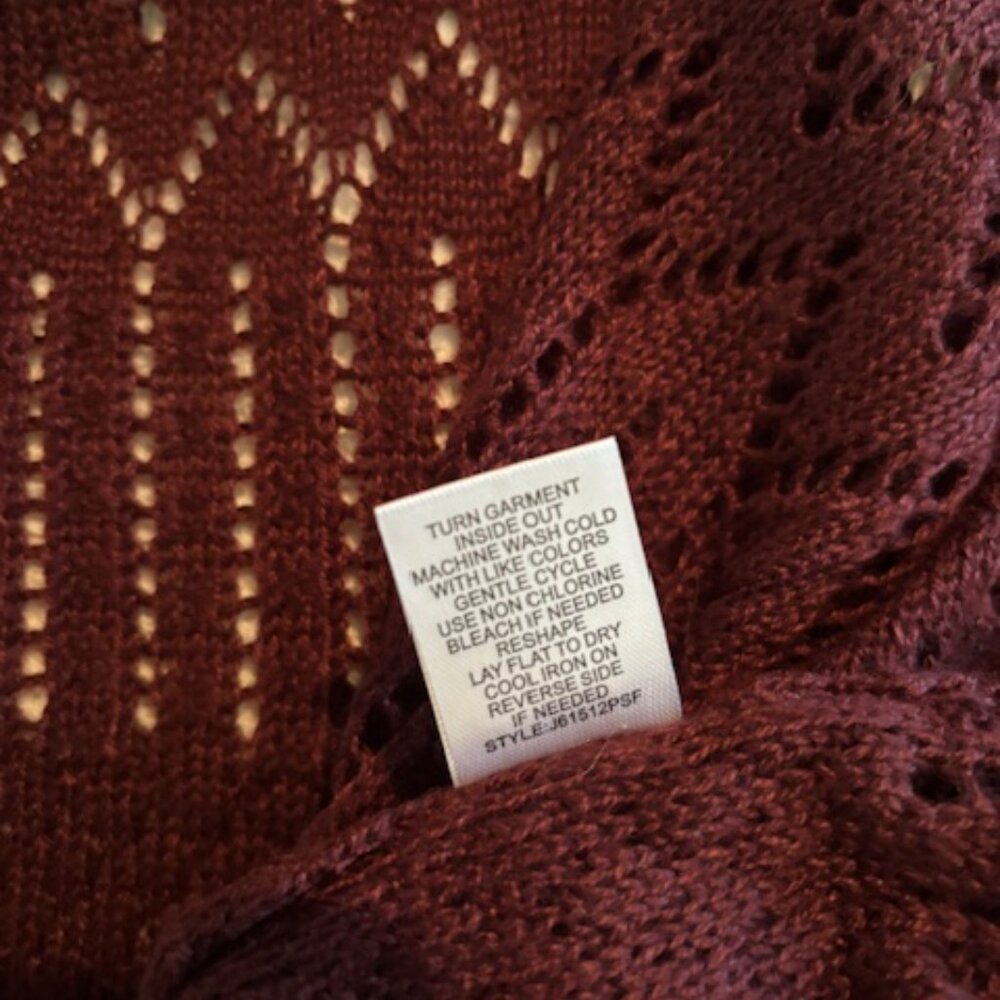 TURN GARMENT
INSIDE OUT
MACHINE WASH COLD
WITH LIKE COLORS
GENTLE CYCLE
USE NON CHLORINE
BLEACH IF NEEDED
RESHAPE
LAY FLAT TO DRY
COOL IRON ON
REVERSE SIDE
IF NEEDED
STYLE:J61512PSF